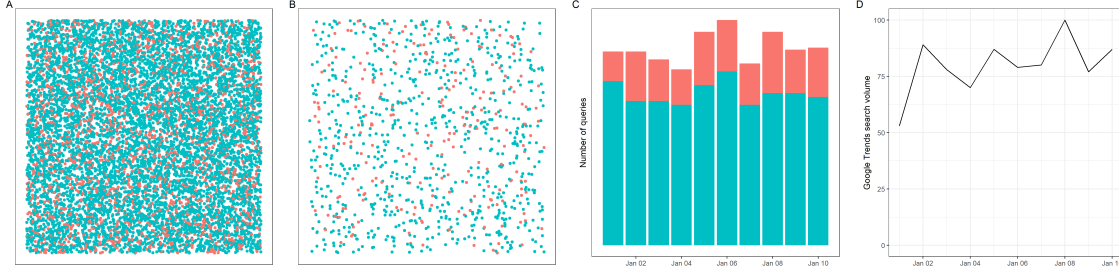 A
B
C
D
Number of queries
Jan 02
Jan 04
Jan 06
Jan 08
Jan 10
Google Trends search volume
100
75
50
25
0
Jan 02
Jan 04
Jan 06
Jan 08